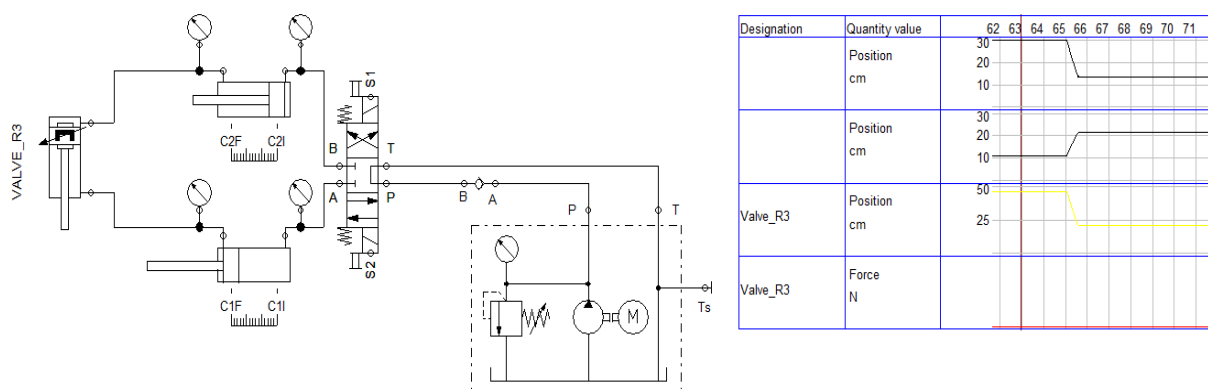 VALVE_R3
C2F C2I
S1
B T
A P
S2
C1F C1I
B A
P T
M
Ts
Designation Quantity value 62 63 64 65 66 67 68 69 70 71
Position
cm
30
20
10
Position
cm
30
20
10
Valve_R3
Position
cm
50
25
Valve_R3
Force
N